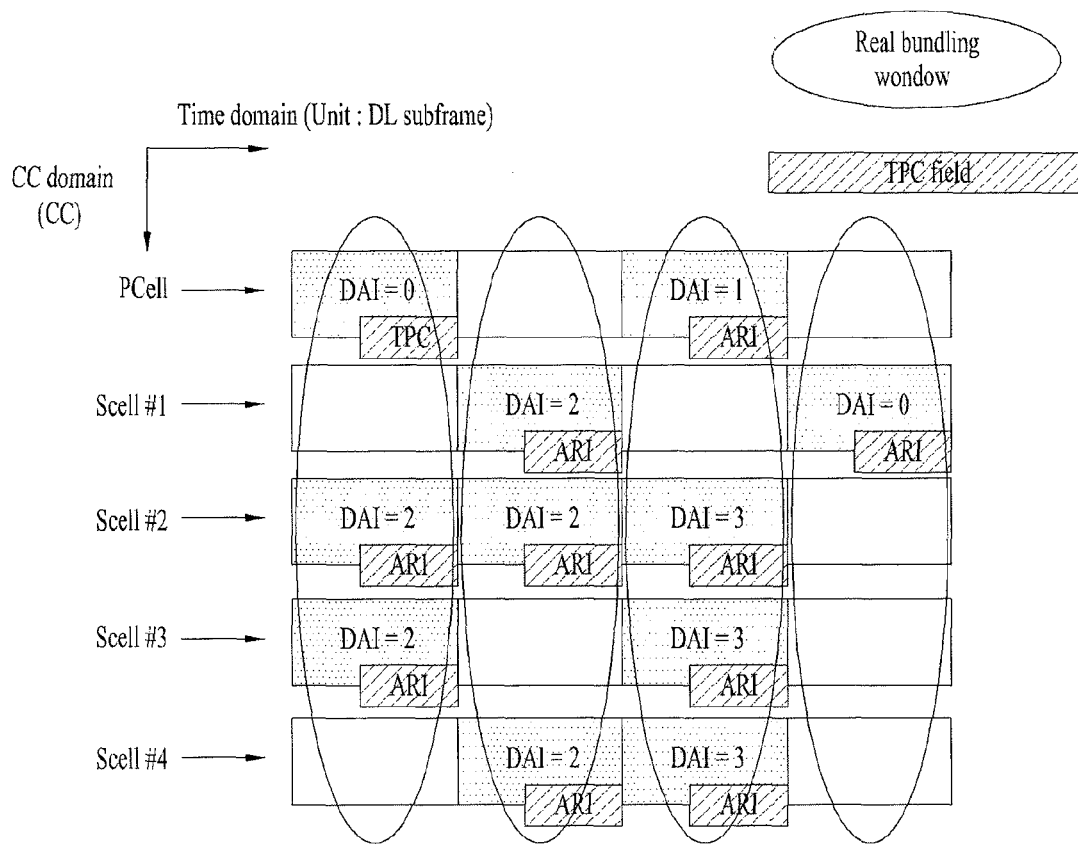 Real bundling
wondow
Time domain (Unit : DL subframe)
TPC field
CC domain
(CC)
PCell
DAI = 0
DAI = 1
TPC
ARI
Scell #1
DAI = 2
DAI = 0
ARI
ARI
Scell #2
DAI = 2
DAI = 2
DAI = 3
ARI
ARI
ARI
Scell #3
DAI = 2
DAI = 3
ARI
ARI
Scell #4
DAI = 2
DAI = 3
ARI
ARI